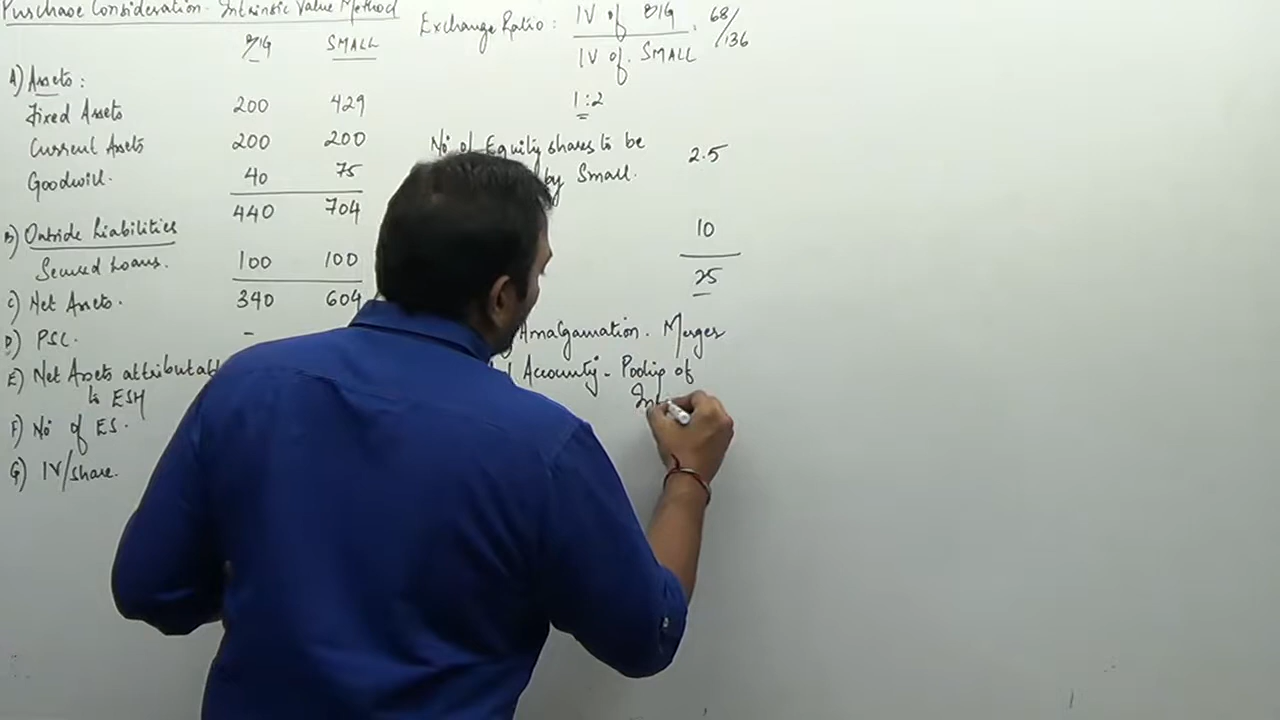 Purchase Consideration - Intrinsic Value Method
BIG SMALL
A) Assets:
Fixed Assets 200 429
Current Assets 200 200
Goodwill. 40 75
440 704
B) Outside Liabilities
Secured Loans. 100 100
C) Net Assets. 340 604
D) PSC. -
E) Net Assets attributable
to ESH
F) No of ES.
G) IV/share.
Exchange Ratio: IV of BIG 68/136
IV of SMALL
1:2
No of Equity shares to be
by Small. 2.5
10
25
Amalgamation. Merger
Accounting - Pooling of